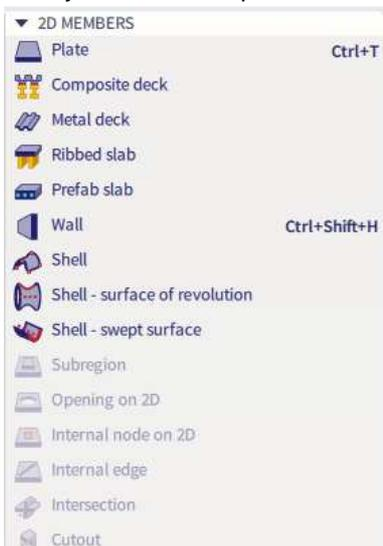 2D MEMBERS
Plate Ctrl+T
Composite deck
Metal deck
Ribbed slab
Prefab slab
Wall Ctrl+Shift+H
Shell
Shell - surface of revolution
Shell - swept surface
Subregion
Opening on 2D
Internal node on 2D
Internal edge
Intersection
Cutout